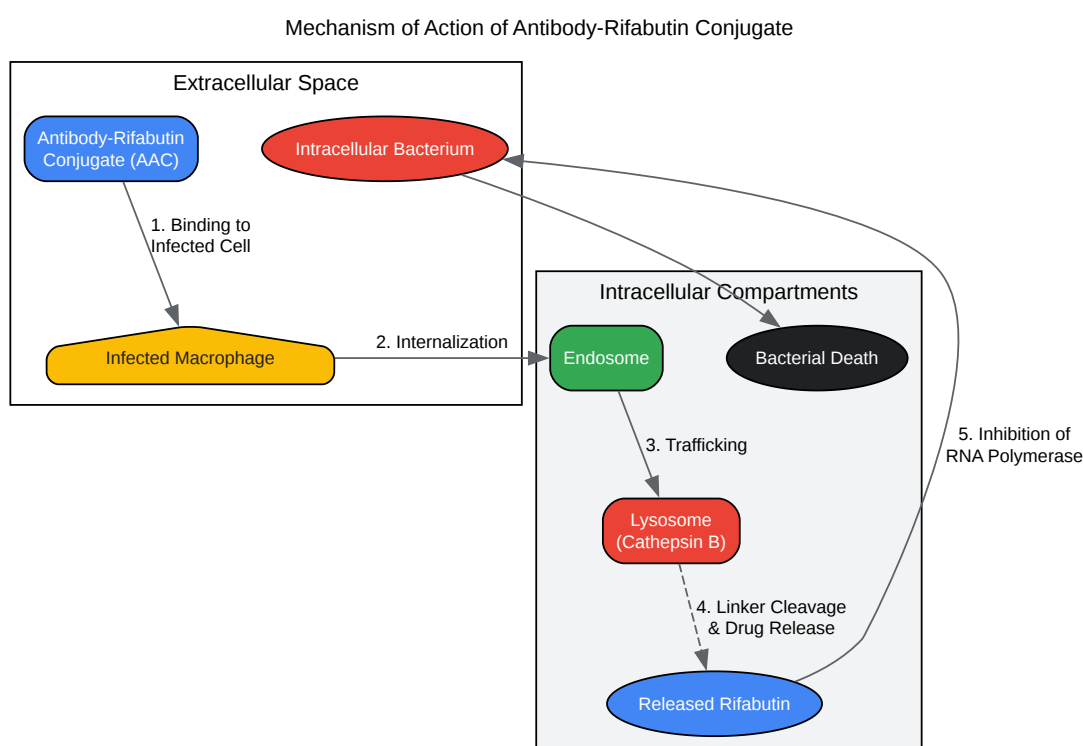 Mechanism of Action of Antibody-Rifabutin Conjugate
Extracellular Space
Antibody-Rifabutin
Conjugate (AAC)
Intracellular Bacterium
1. Binding to
Infected Cell
Infected Macrophage
2. Internalization
Intracellular Compartments
Endosome
Bacterial Death
3. Trafficking
5. Inhibition of
RNA Polymerase
Lysosome
(Cathepsin B)
4. Linker Cleavage
& Drug Release
Released Rifabutin